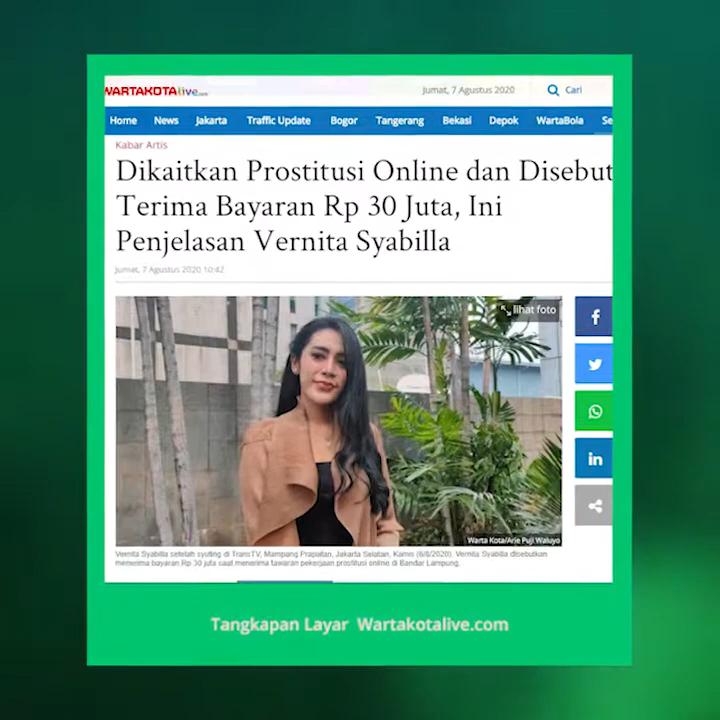 WARTAKOTAlive.com
Jumat, 7 Agustus 2020
Cari
Home News Jakarta Traffic Update Bogor Tangerang Bekasi Depok WartaBola Se
Kabar Artis
Dikaitkan Prostitusi Online dan Disebut
Terima Bayaran Rp 30 Juta, Ini
Penjelasan Vernita Syabilla
Jumat, 7 Agustus 2020 10:42
lihat foto
Warta Kota/Arie Puji Waluyo
Vernita Syabilla setelah syuting di TransTV, Mampang Prapatan, Jakarta Selatan, Kamis (6/8/2020). Vernita Syabilla disebutkan
menerima bayaran Rp 30 juta saat menerima tawaran pekerjaan prostitusi online di Bandar Lampung.
Tangkapan Layar Wartakotalive.com